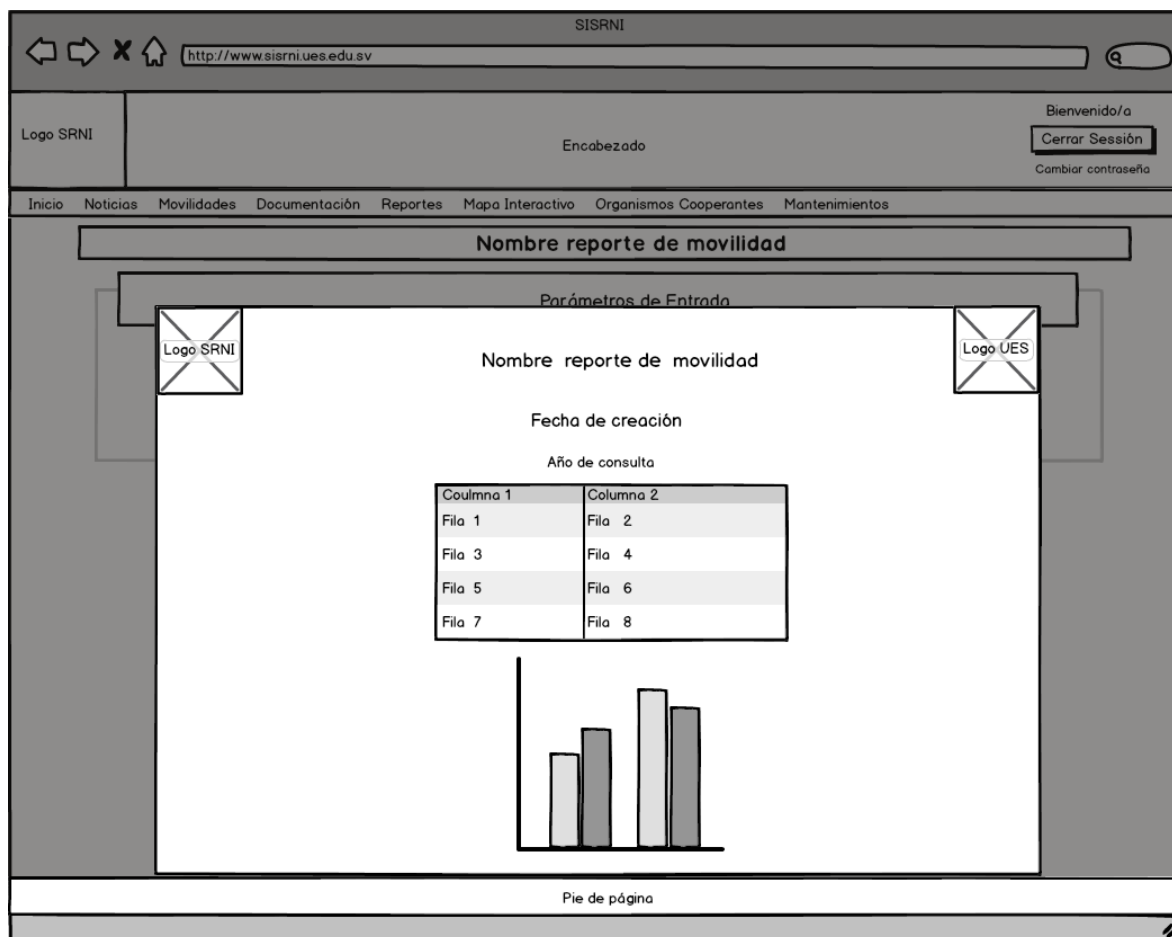 SISRNI
http://www.sisrni.ues.edu.sv
Logo SRNI
Encabezado
Bienvenido/a
Cerrar Sessión
Cambiar contraseña
Inicio Noticias Movilidades Documentación Reportes Mapa Interactivo Organismos Cooperantes Mantenimientos
Nombre reporte de movilidad
Parámetros de Entrada
Logo SRNI
Nombre reporte de movilidad
Logo UES
Fecha de creación
Año de consulta
Coulmna 1 Columna 2
Fila 1 Fila 2
Fila 3 Fila 4
Fila 5 Fila 6
Fila 7 Fila 8
Pie de página